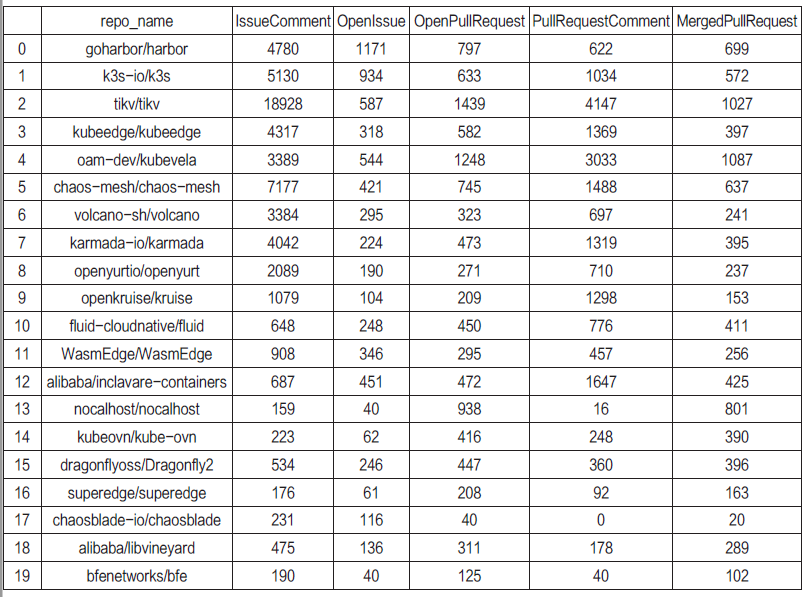 repo_name IssueComment OpenIssue OpenPullRequest PullRequestComment MergedPullRequest
0 goharbor/harbor 4780 1171 797 622 699
1 k3s-io/k3s 5130 934 633 1034 572
2 tikv/tikv 18928 587 1439 4147 1027
3 kubeedge/kubeedge 4317 318 582 1369 397
4 oam-dev/kubevela 3389 544 1248 3033 1087
5 chaos-mesh/chaos-mesh 7177 421 745 1488 637
6 volcano-sh/volcano 3384 295 323 697 241
7 karmada-io/karmada 4042 224 473 1319 395
8 openyurtio/openyurt 2089 190 271 710 237
9 openkruise/kruise 1079 104 209 1298 153
10 fluid-cloudnative/fluid 648 248 450 776 411
11 WasmEdge/WasmEdge 908 346 295 457 256
12 alibaba/inclavare-containers 687 451 472 1647 425
13 nocalhost/nocalhost 159 40 938 16 801
14 kubeovn/kube-ovn 223 62 416 248 390
15 dragonflyoss/Dragonfly2 534 246 447 360 396
16 superedge/superedge 176 61 208 92 163
17 chaosblade-io/chaosblade 231 116 40 0 20
18 alibaba/libvineyard 475 136 311 178 289
19 bfenetworks/bfe 190 40 125 40 102